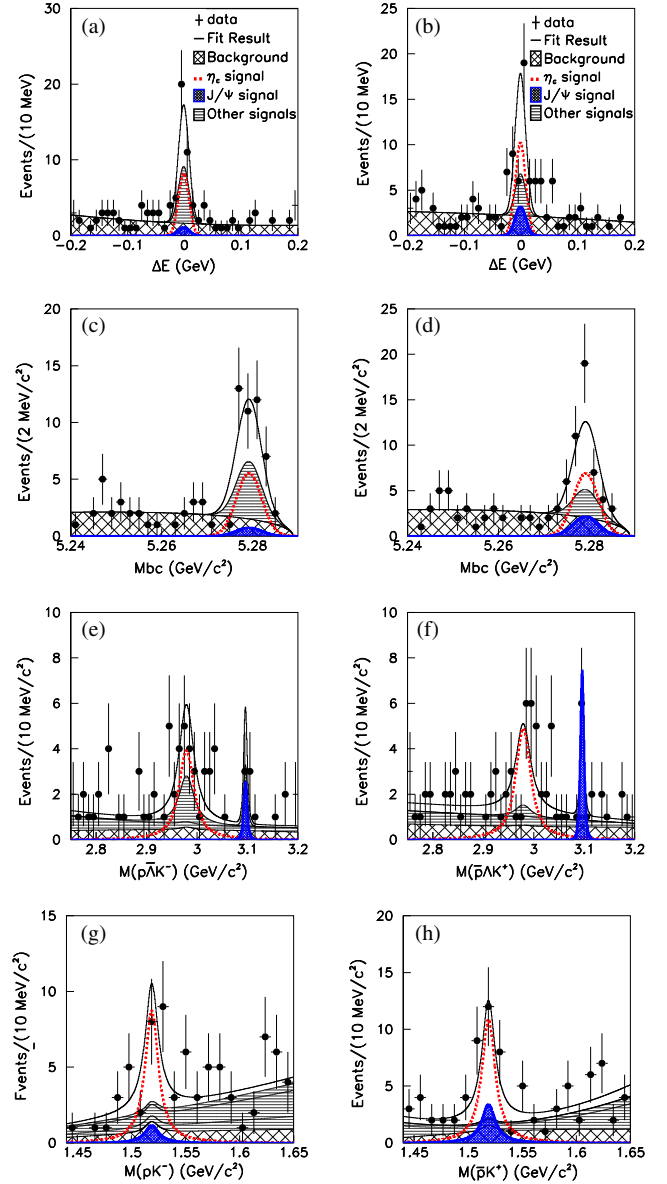 (a)
data
Fit Result
Background
ηc signal
J/Ψ signal
Other signals
Events/(10 MeV)
30
20
10
0
−0.2 −0.1 0 0.1 0.2
ΔE (GeV)
(b)
data
Fit Result
Background
ηc signal
J/Ψ signal
Other signals
Events/(10 MeV)
25
20
15
10
5
0
−0.2 −0.1 0 0.1 0.2
ΔE (GeV)
(c)
Events/(2 MeV/c²)
20
15
10
5
0
5.24 5.26 5.28
Mbc (GeV/c²)
(d)
Events/(2 MeV/c²)
25
20
15
10
5
0
5.24 5.26 5.28
Mbc (GeV/c²)
(e)
Events/(10 MeV/c²)
10
8
6
4
2
0
2.8 2.9 3 3.1 3.2
M(pΛ̅K⁻) (GeV/c²)
(f)
Events/(10 MeV/c²)
10
8
6
4
2
0
2.8 2.9 3 3.1 3.2
M(p̅ΛK⁺) (GeV/c²)
(g)
Fvents/(10 MeV/c²)
15
10
5
0
1.45 1.5 1.55 1.6 1.65
M(pK⁻) (GeV/c²)
(h)
Events/(10 MeV/c²)
20
15
10
5
0
1.45 1.5 1.55 1.6 1.65
M(p̅K⁺) (GeV/c²)